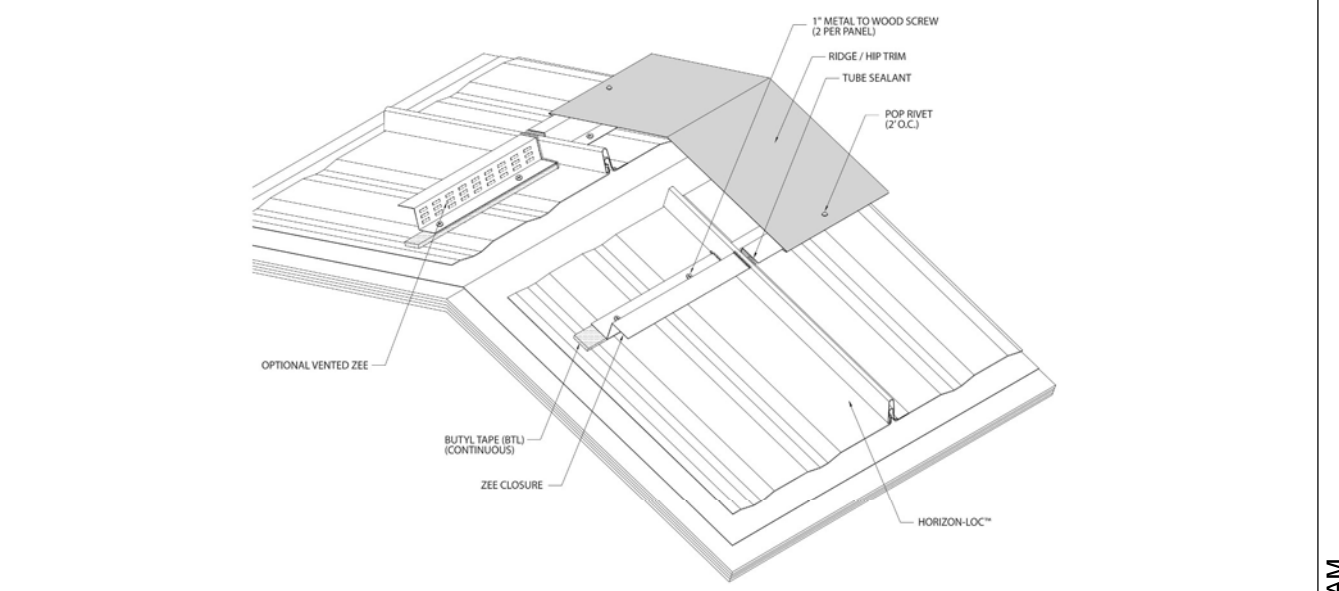 1" METAL TO WOOD SCREW
(2 PER PANEL)
RIDGE / HIP TRIM
TUBE SEALANT
POP RIVET
(2' O.C.)
OPTIONAL VENTED ZEE
BUTYL TAPE (BTL)
(CONTINUOUS)
ZEE CLOSURE
HORIZON-LOC™
AM